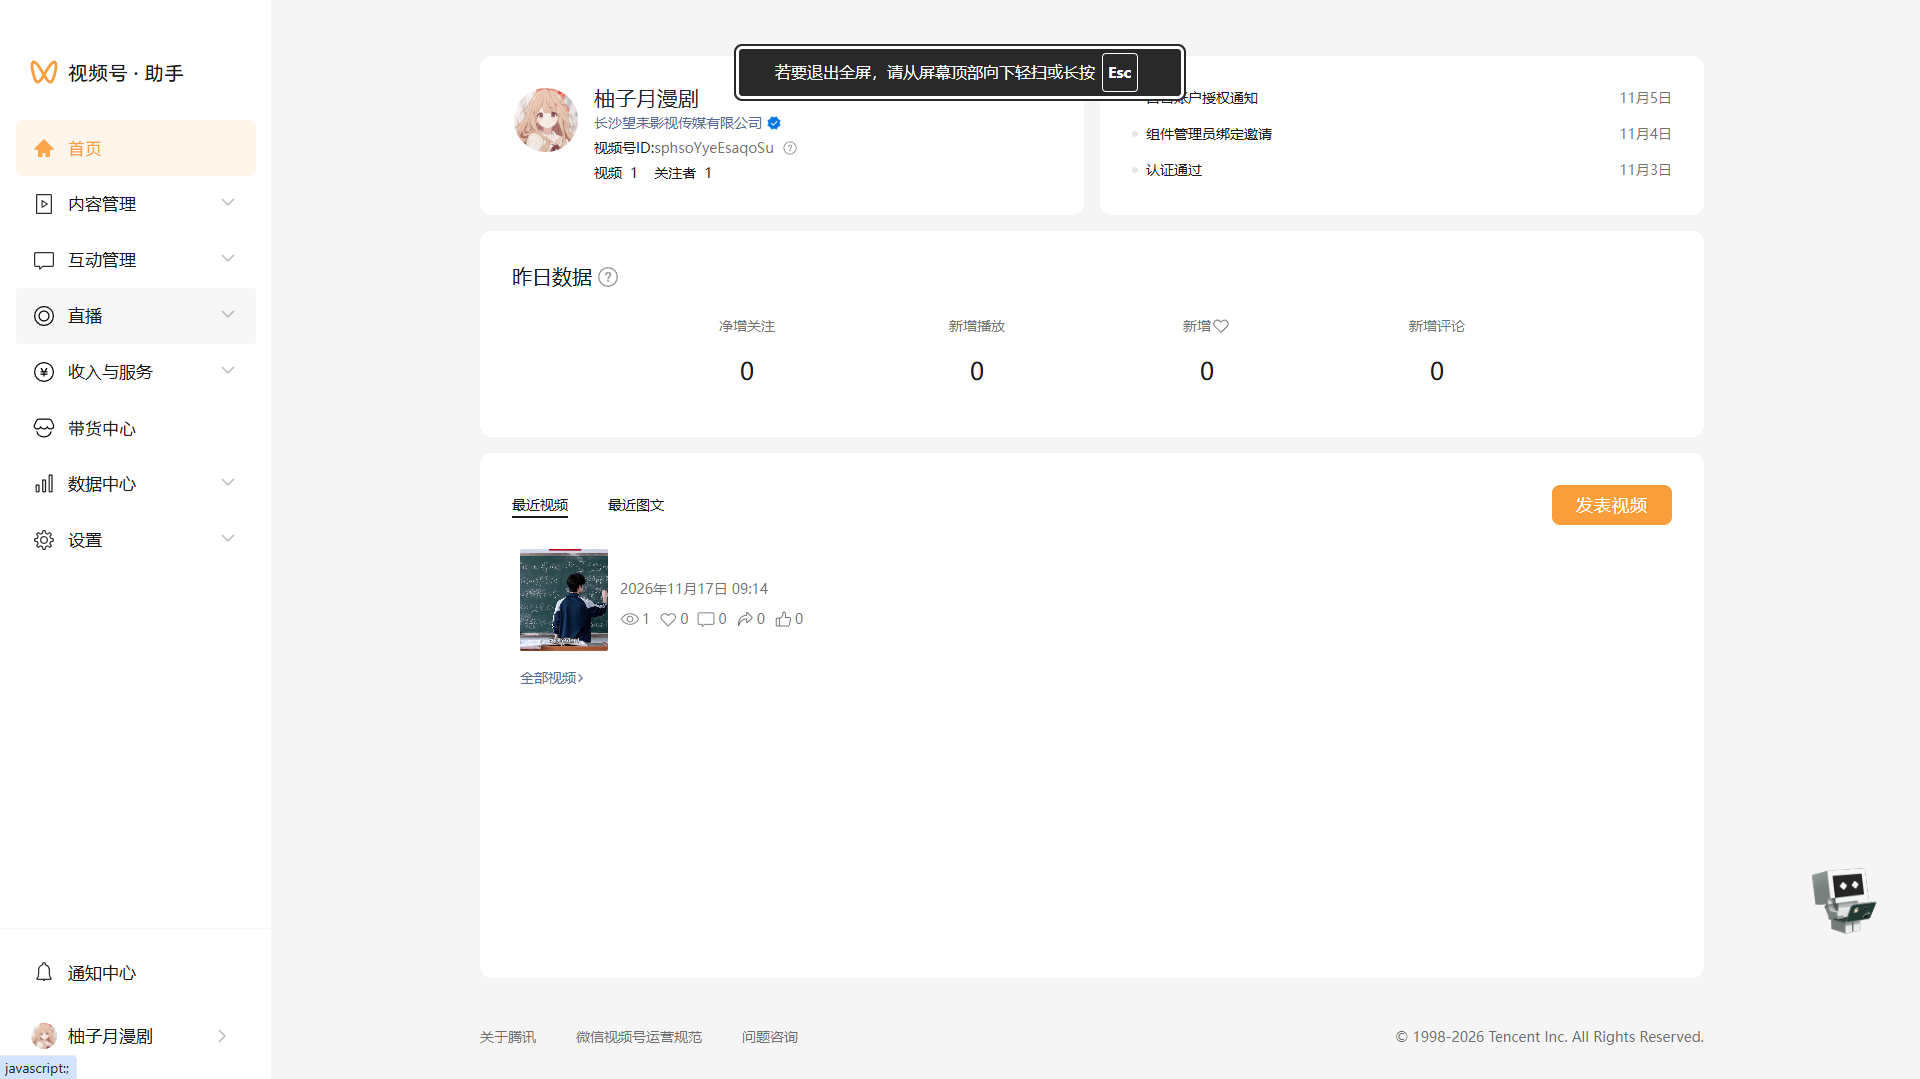 视频号 · 助手
首页
内容管理
互动管理
直播
收入与服务
带货中心
数据中心
设置
通知中心
柚子月漫剧
javascript:;
若要退出全屏，请从屏幕顶部向下轻扫或长按 Esc
柚子月漫剧
长沙望耒影视传媒有限公司
视频号ID:sphsoYyeEsaqoSu
视频 1 关注者 1
账户授权通知 11月5日
组件管理员绑定邀请 11月4日
认证通过 11月3日
昨日数据
净增关注 新增播放 新增 新增评论
0 0 0 0
最近视频 最近图文
发表视频
2026年11月17日 09:14
1 0 0 0 0
全部视频
关于腾讯 微信视频号运营规范 问题咨询
© 1998-2026 Tencent Inc. All Rights Reserved.